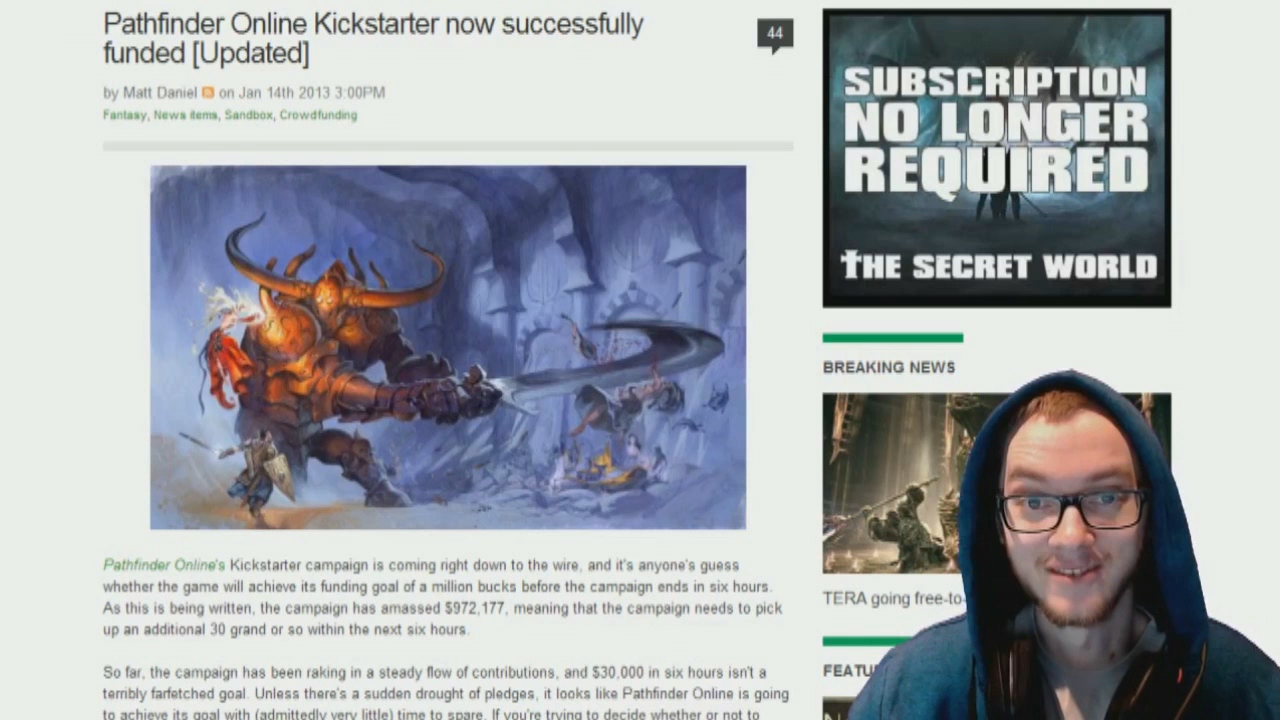 Pathfinder Online Kickstarter now successfully
funded [Updated]
44
by Matt Daniel on Jan 14th 2013 3:00PM
Fantasy, News items, Sandbox, Crowdfunding
Pathfinder Online's Kickstarter campaign is coming right down to the wire, and it's anyone's guess
whether the game will achieve its funding goal of a million bucks before the campaign ends in six hours.
As this is being written, the campaign has amassed $972,177, meaning that the campaign needs to pick
up an additional 30 grand or so within the next six hours.
So far, the campaign has been raking in a steady flow of contributions, and $30,000 in six hours isn't a
terribly farfetched goal. Unless there's a sudden drought of pledges, it looks like Pathfinder Online is going
to achieve its goal with (admittedly very little) time to spare. If you're trying to decide whether or not to
SUBSCRIPTION
NO LONGER
REQUIRED
THE SECRET WORLD
BREAKING NEWS
TERA going free-to-
FEATU